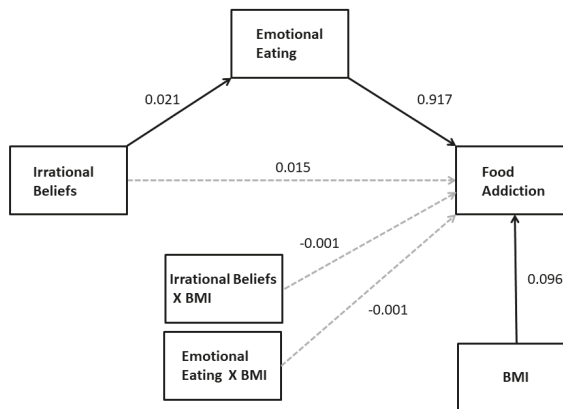 Emotional
Eating
0.021
0.917
Irrational
Beliefs
0.015
Food
Addiction
-0.001
Irrational Beliefs
X BMI
-0.001
0.096
Emotional
Eating X BMI
BMI